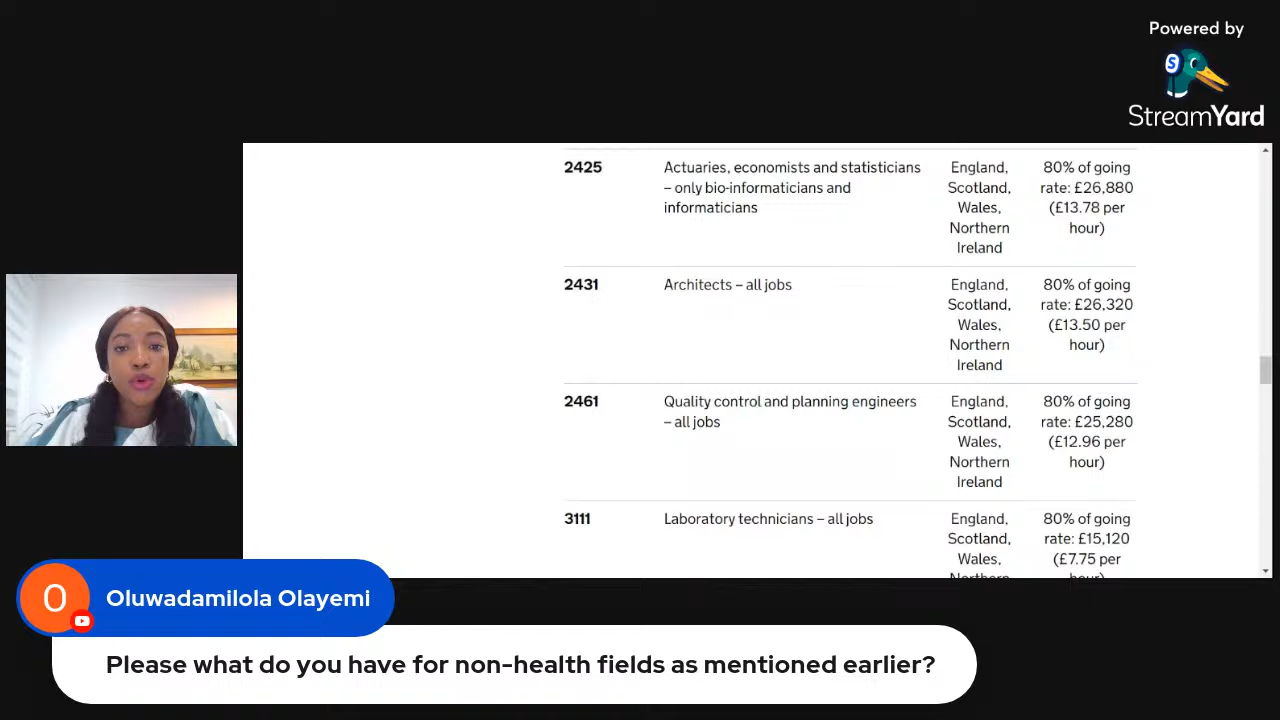 Powered by
StreamYard
2425 Actuaries, economists and statisticians England, 80% of going
– only bio-informaticians and Scotland, rate: £26,880
informaticians Wales, (£13.78 per
Northern hour)
Ireland
2431 Architects – all jobs England, 80% of going
Scotland, rate: £26,320
Wales, (£13.50 per
Northern hour)
Ireland
2461 Quality control and planning engineers England, 80% of going
– all jobs Scotland, rate: £25,280
Wales, (£12.96 per
Northern hour)
Ireland
3111 Laboratory technicians – all jobs England, 80% of going
Scotland, rate: £15,120
Wales, (£7.75 per
Northern hour)
O Oluwadamilola Olayemi
Please what do you have for non-health fields as mentioned earlier?